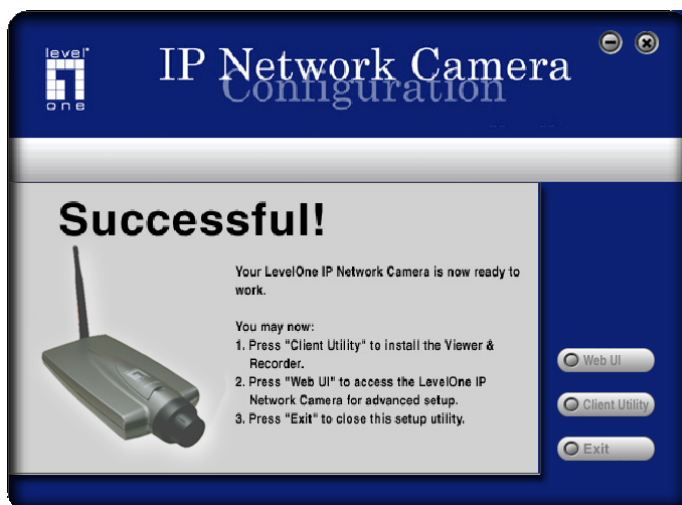 level
one
IP Network Camera
Configuration
Successful!
Your LevelOne IP Network Camera is now ready to
work.
You may now:
1. Press "Client Utility" to install the Viewer &
Recorder.
2. Press "Web UI" to access the LevelOne IP
Network Camera for advanced setup.
3. Press "Exit" to close this setup utility.
Web UI
Client Utility
Exit